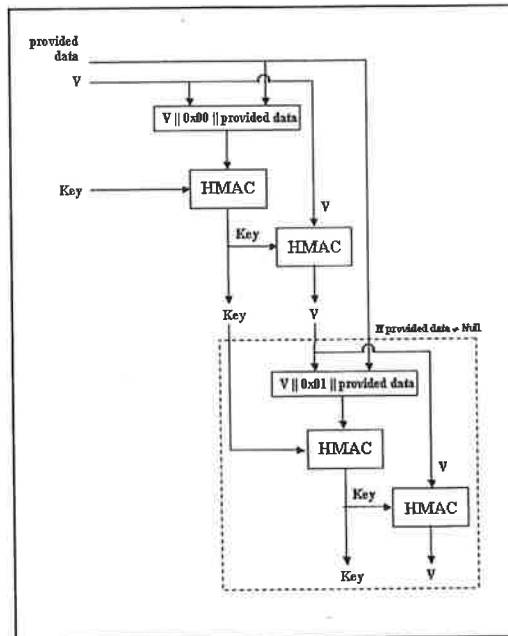 provided
data
V
V || 0x00 || provided data
Key
HMAC
V
Key
HMAC
Key
V
If provided data ≠ Null
V || 0x01 || provided data
HMAC
V
Key
HMAC
Key
V